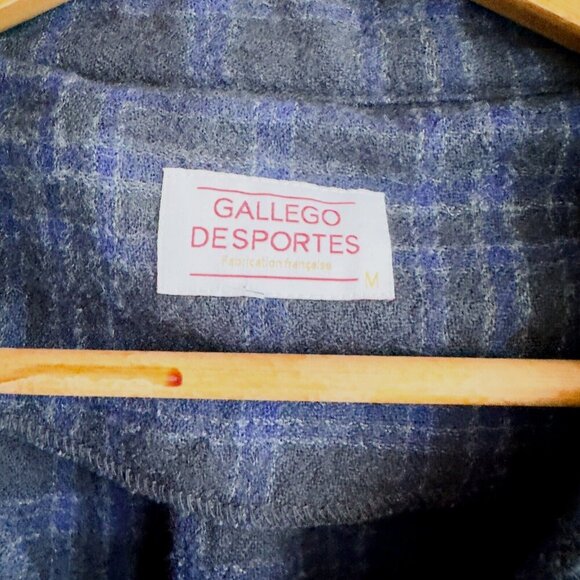 GALLEGO
DESPORTES
Fabrication française
M